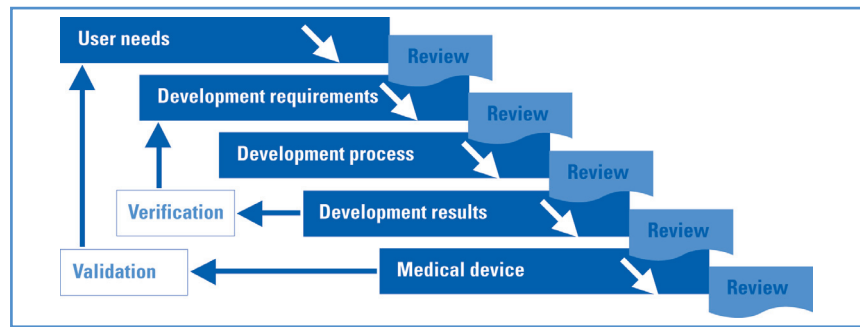 User needs
Review
Development requirements
Review
Development process
Review
Verification
Development results
Review
Validation
Medical device
Review